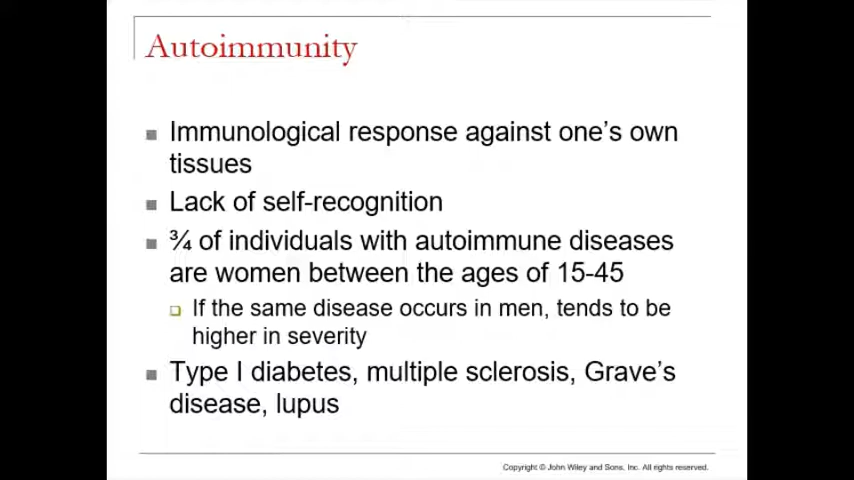 Autoimmunity
Immunological response against one's own
tissues
Lack of self-recognition
¾ of individuals with autoimmune diseases
are women between the ages of 15-45
If the same disease occurs in men, tends to be
higher in severity
Type I diabetes, multiple sclerosis, Grave's
disease, lupus
Copyright © John Wiley and Sons, Inc. All rights reserved.